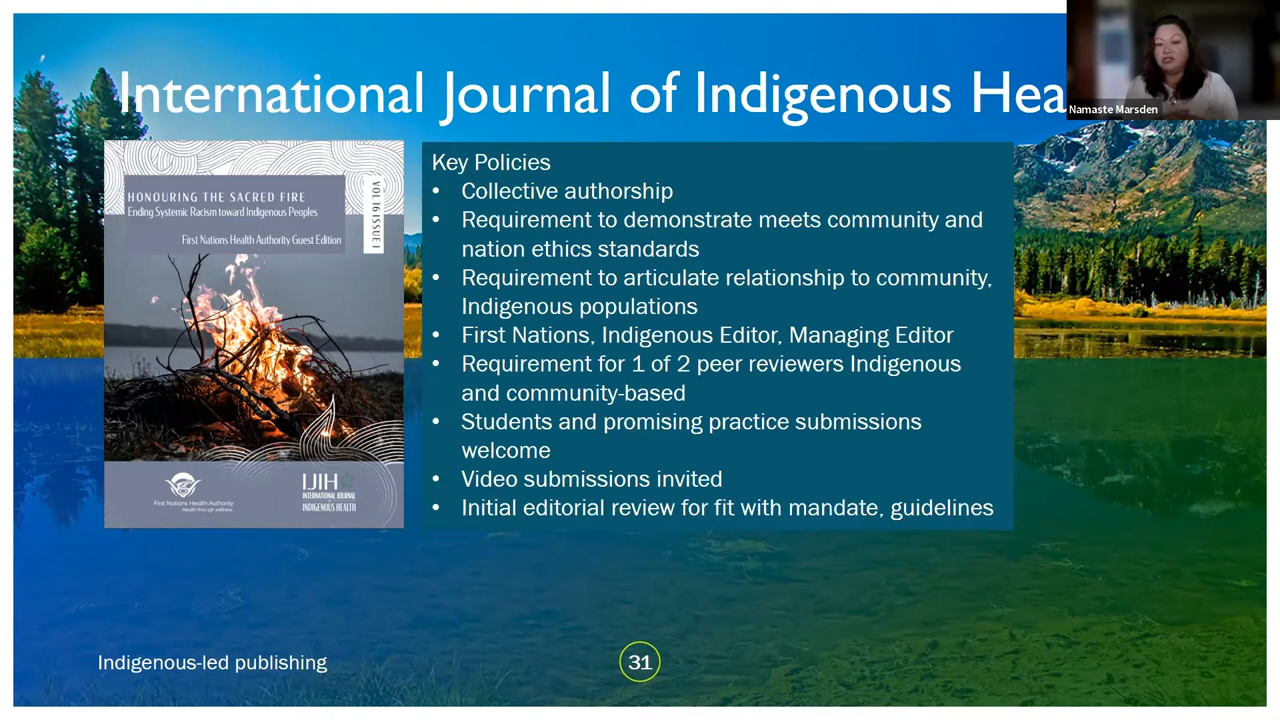 International Journal of Indigenous Hea
Namaste Marsden
HONOURING THE SACRED FIRE
Ending Systemic Racism toward Indigenous Peoples
First Nations Health Authority Guest Edition
VOL 16 ISSUE 1
First Nations Health Authority
Health through wellness
IJIH
INTERNATIONAL JOURNAL
INDIGENOUS HEALTH
Key Policies
• Collective authorship
• Requirement to demonstrate meets community and
nation ethics standards
• Requirement to articulate relationship to community,
Indigenous populations
• First Nations, Indigenous Editor, Managing Editor
• Requirement for 1 of 2 peer reviewers Indigenous
and community-based
• Students and promising practice submissions
welcome
• Video submissions invited
• Initial editorial review for fit with mandate, guidelines
Indigenous-led publishing
31